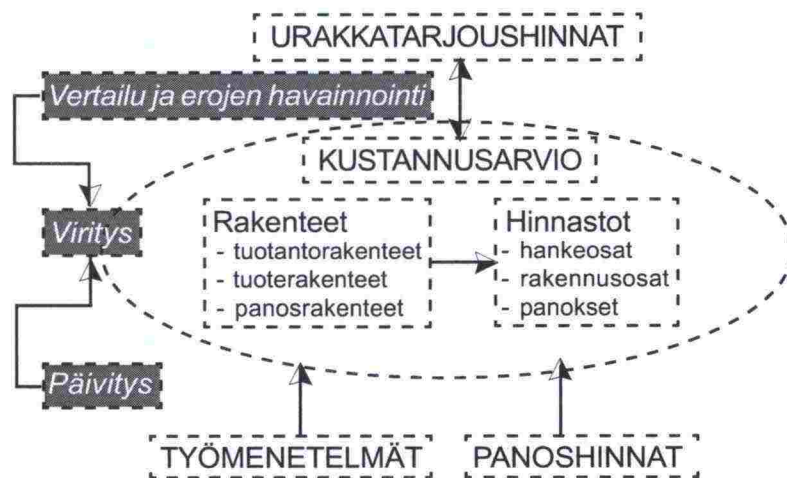 URAKKATARJOUSHINNAT
Vertailu ja erojen havainnointi
KUSTANNUSARVIO
Viritys
Rakenteet
- tuotantorakenteet
- tuoterakenteet
- panosrakenteet
Hinnastot
- hankeosat
- rakennusosat
- panokset
Päivitys
TYÖMENETELMÄT
PANOSHINNAT